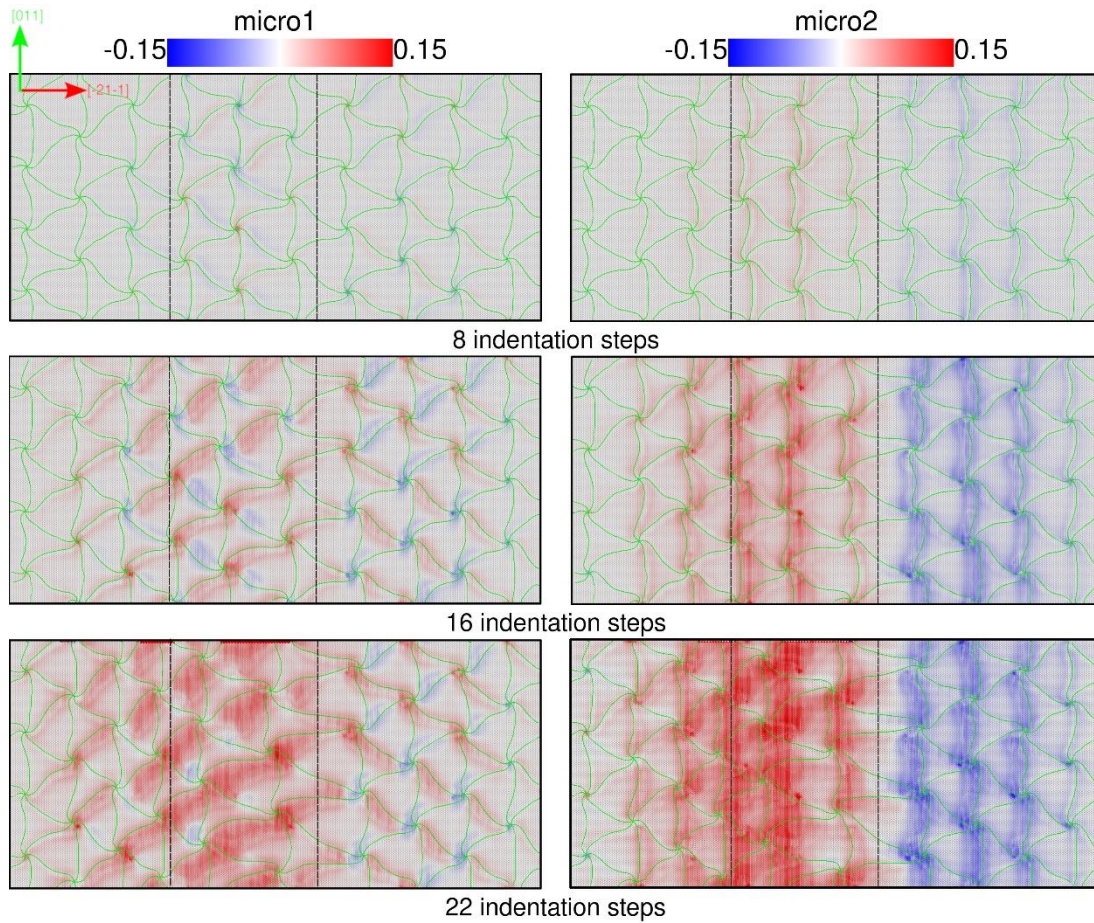 micro1
-0.15 0.15
micro2
-0.15 0.15
[011]
[-21-1]
8 indentation steps
16 indentation steps
22 indentation steps